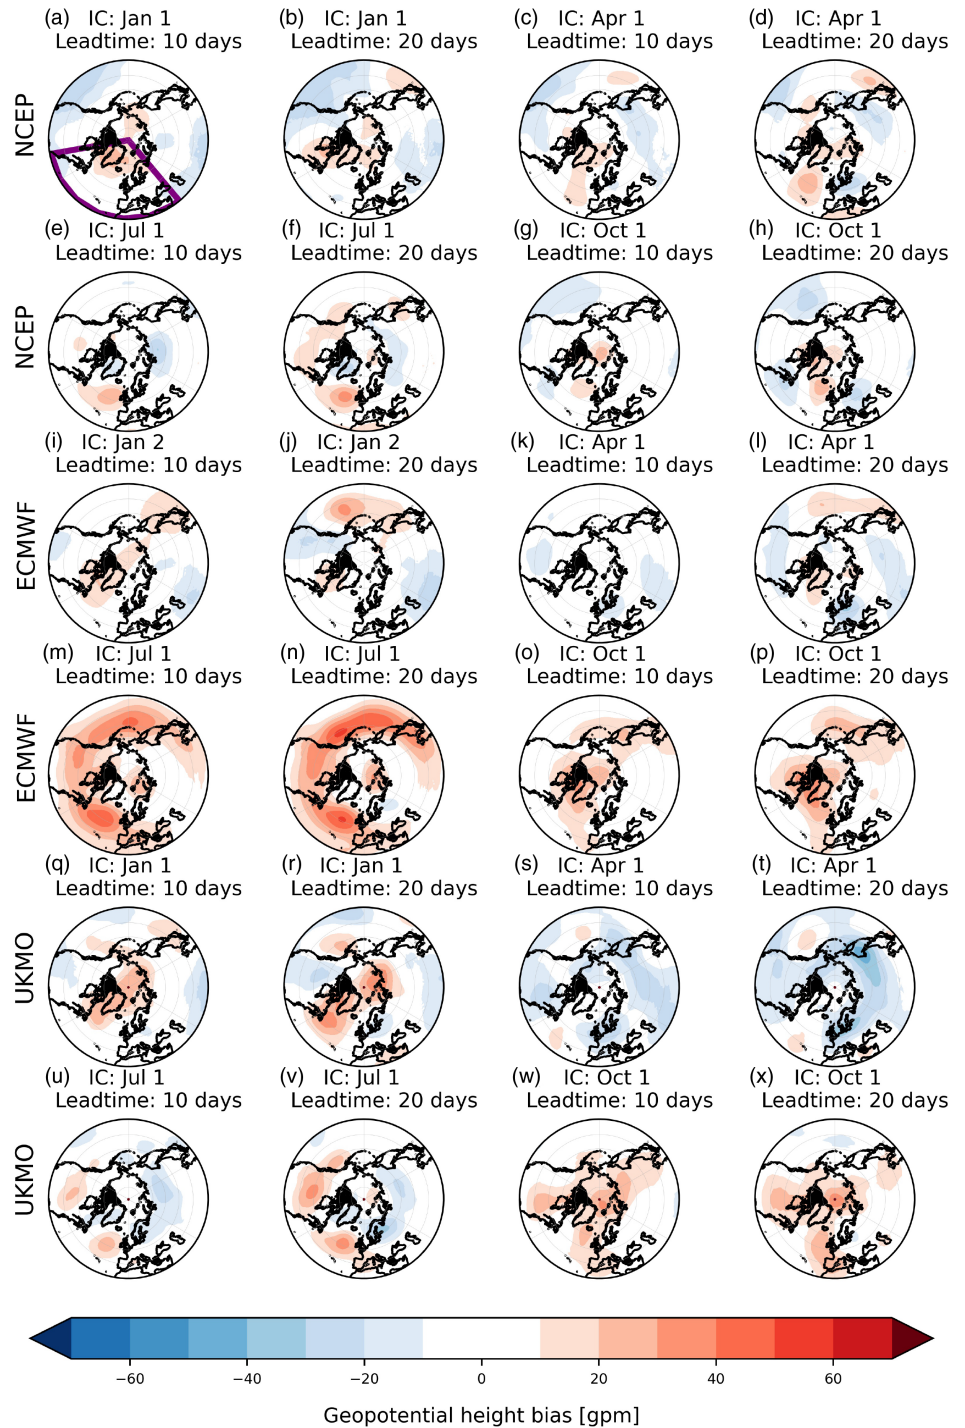 (a) IC: Jan 1
Leadtime: 10 days
(b) IC: Jan 1
Leadtime: 20 days
(c) IC: Apr 1
Leadtime: 10 days
(d) IC: Apr 1
Leadtime: 20 days
NCEP
(e) IC: Jul 1
Leadtime: 10 days
(f) IC: Jul 1
Leadtime: 20 days
(g) IC: Oct 1
Leadtime: 10 days
(h) IC: Oct 1
Leadtime: 20 days
NCEP
(i) IC: Jan 2
Leadtime: 10 days
(j) IC: Jan 2
Leadtime: 20 days
(k) IC: Apr 1
Leadtime: 10 days
(l) IC: Apr 1
Leadtime: 20 days
ECMWF
(m) IC: Jul 1
Leadtime: 10 days
(n) IC: Jul 1
Leadtime: 20 days
(o) IC: Oct 1
Leadtime: 10 days
(p) IC: Oct 1
Leadtime: 20 days
ECMWF
(q) IC: Jan 1
Leadtime: 10 days
(r) IC: Jan 1
Leadtime: 20 days
(s) IC: Apr 1
Leadtime: 10 days
(t) IC: Apr 1
Leadtime: 20 days
UKMO
(u) IC: Jul 1
Leadtime: 10 days
(v) IC: Jul 1
Leadtime: 20 days
(w) IC: Oct 1
Leadtime: 10 days
(x) IC: Oct 1
Leadtime: 20 days
UKMO
−60 −40 −20 0 20 40 60
Geopotential height bias [gpm]